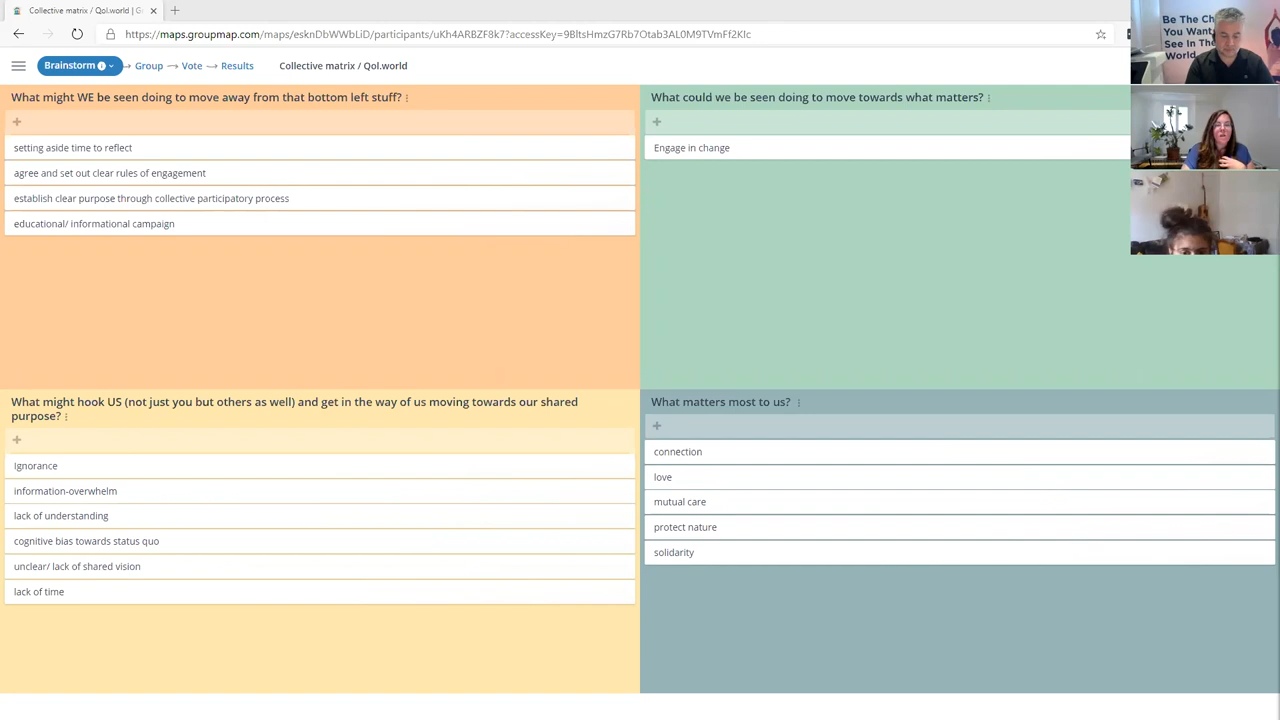 Collective matrix / Qol.world | G
https://maps.groupmap.com/maps/esknDbWWbLiD/participants/uKh4ARBZF8k7?accessKey=9BltsHmzG7Rb7Otab3AL0M9TVmFf2KIc
Brainstorm Group Vote Results Collective matrix / Qol.world
Be The Ch
You Want
See In The
World.
What might WE be seen doing to move away from that bottom left stuff?
+
setting aside time to reflect
agree and set out clear rules of engagement
establish clear purpose through collective participatory process
educational/ informational campaign
What could we be seen doing to move towards what matters?
+
Engage in change
What might hook US (not just you but others as well) and get in the way of us moving towards our shared
purpose?
+
Ignorance
information-overwhelm
lack of understanding
cognitive bias towards status quo
unclear/ lack of shared vision
lack of time
What matters most to us?
+
connection
love
mutual care
protect nature
solidarity